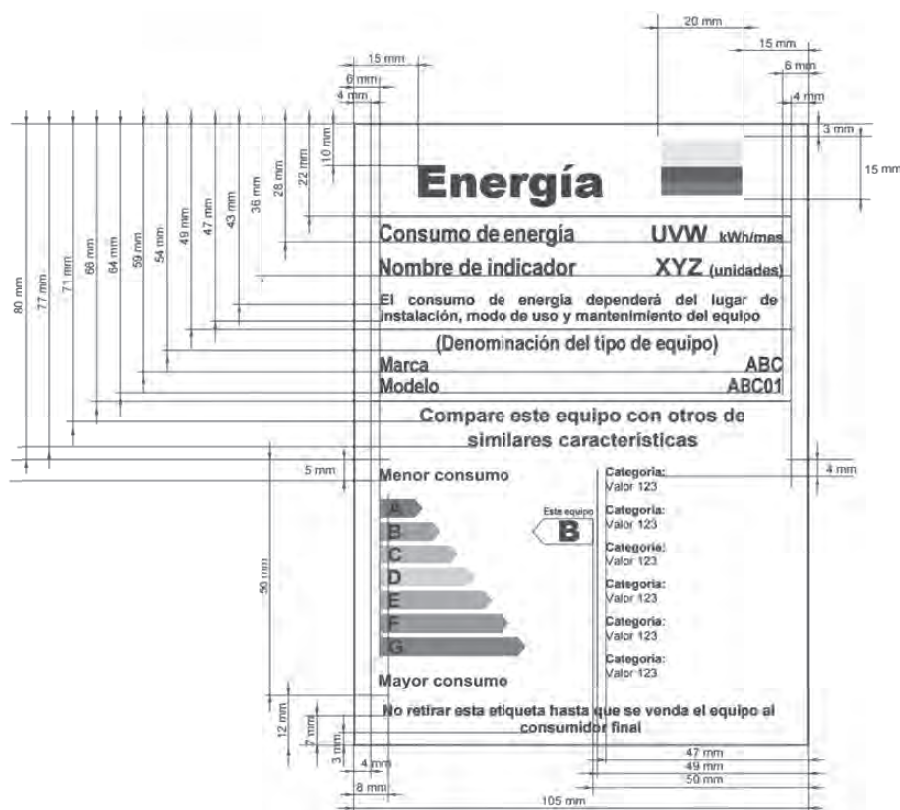 20 mm
15 mm
15 mm
6 mm
6 mm
4 mm
4 mm
3 mm
15 mm
10 mm
22 mm
28 mm
36 mm
43 mm
47 mm
49 mm
54 mm
59 mm
64 mm
66 mm
71 mm
77 mm
80 mm
Energía
Consumo de energía UVW kWh/mes
Nombre de indicador XYZ (unidades)
El consumo de energía dependerá del lugar de
instalación, modo de uso y mantenimiento del equipo
(Denominación del tipo de equipo)
Marca ABC
Modelo ABC01
Compare este equipo con otros de
similares características
5 mm
4 mm
Menor consumo
A
B
C
D
E
F
G
Mayor consumo
Este equipo
B
Categoría:
Valor 123
Categoría:
Valor 123
Categoría:
Valor 123
Categoría:
Valor 123
Categoría:
Valor 123
Categoría:
Valor 123
No retirar esta etiqueta hasta que se venda el equipo al
consumidor final
12 mm
7 mm
3 mm
4 mm
8 mm
47 mm
49 mm
50 mm
105 mm